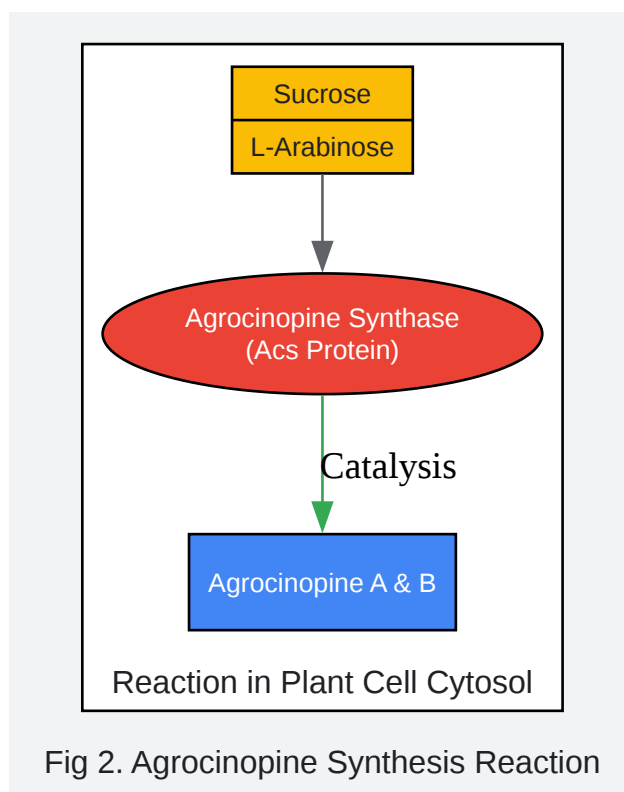 Sucrose
L-Arabinose
Agrocinopine Synthase
(Acs Protein)
Catalysis
Agrocinopine A & B
Reaction in Plant Cell Cytosol
Fig 2. Agrocinopine Synthesis Reaction